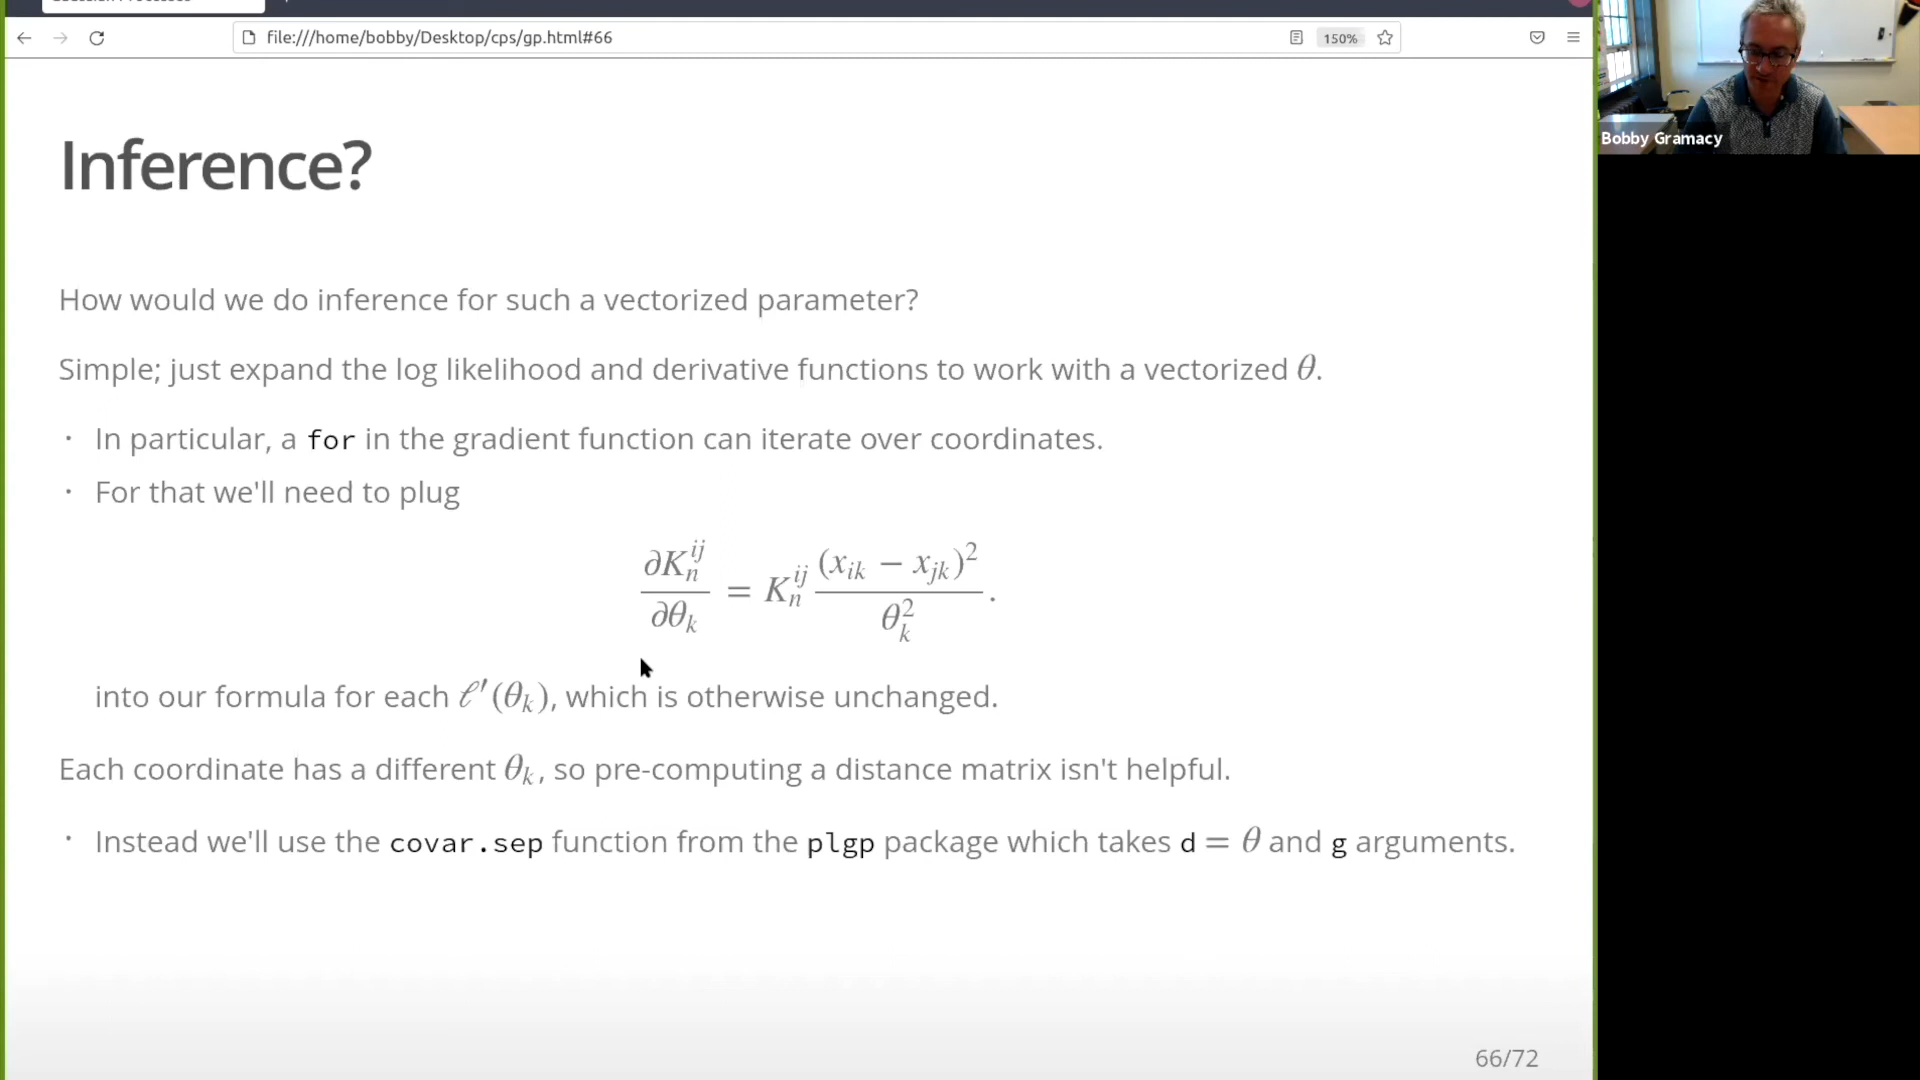 Gaussian Processes
file:///home/bobby/Desktop/cps/gp.html#66
150%
Bobby Gramacy
Inference?
How would we do inference for such a vectorized parameter?
Simple; just expand the log likelihood and derivative functions to work with a vectorized θ.
· In particular, a for in the gradient function can iterate over coordinates.
· For that we'll need to plug
∂K_n^{ij} / ∂θ_k = K_n^{ij} (x_{ik} − x_{jk})^2 / θ_k^2 .
into our formula for each ℓ′(θ_k), which is otherwise unchanged.
Each coordinate has a different θ_k, so pre-computing a distance matrix isn't helpful.
· Instead we'll use the covar.sep function from the plgp package which takes d = θ and g arguments.
66/72